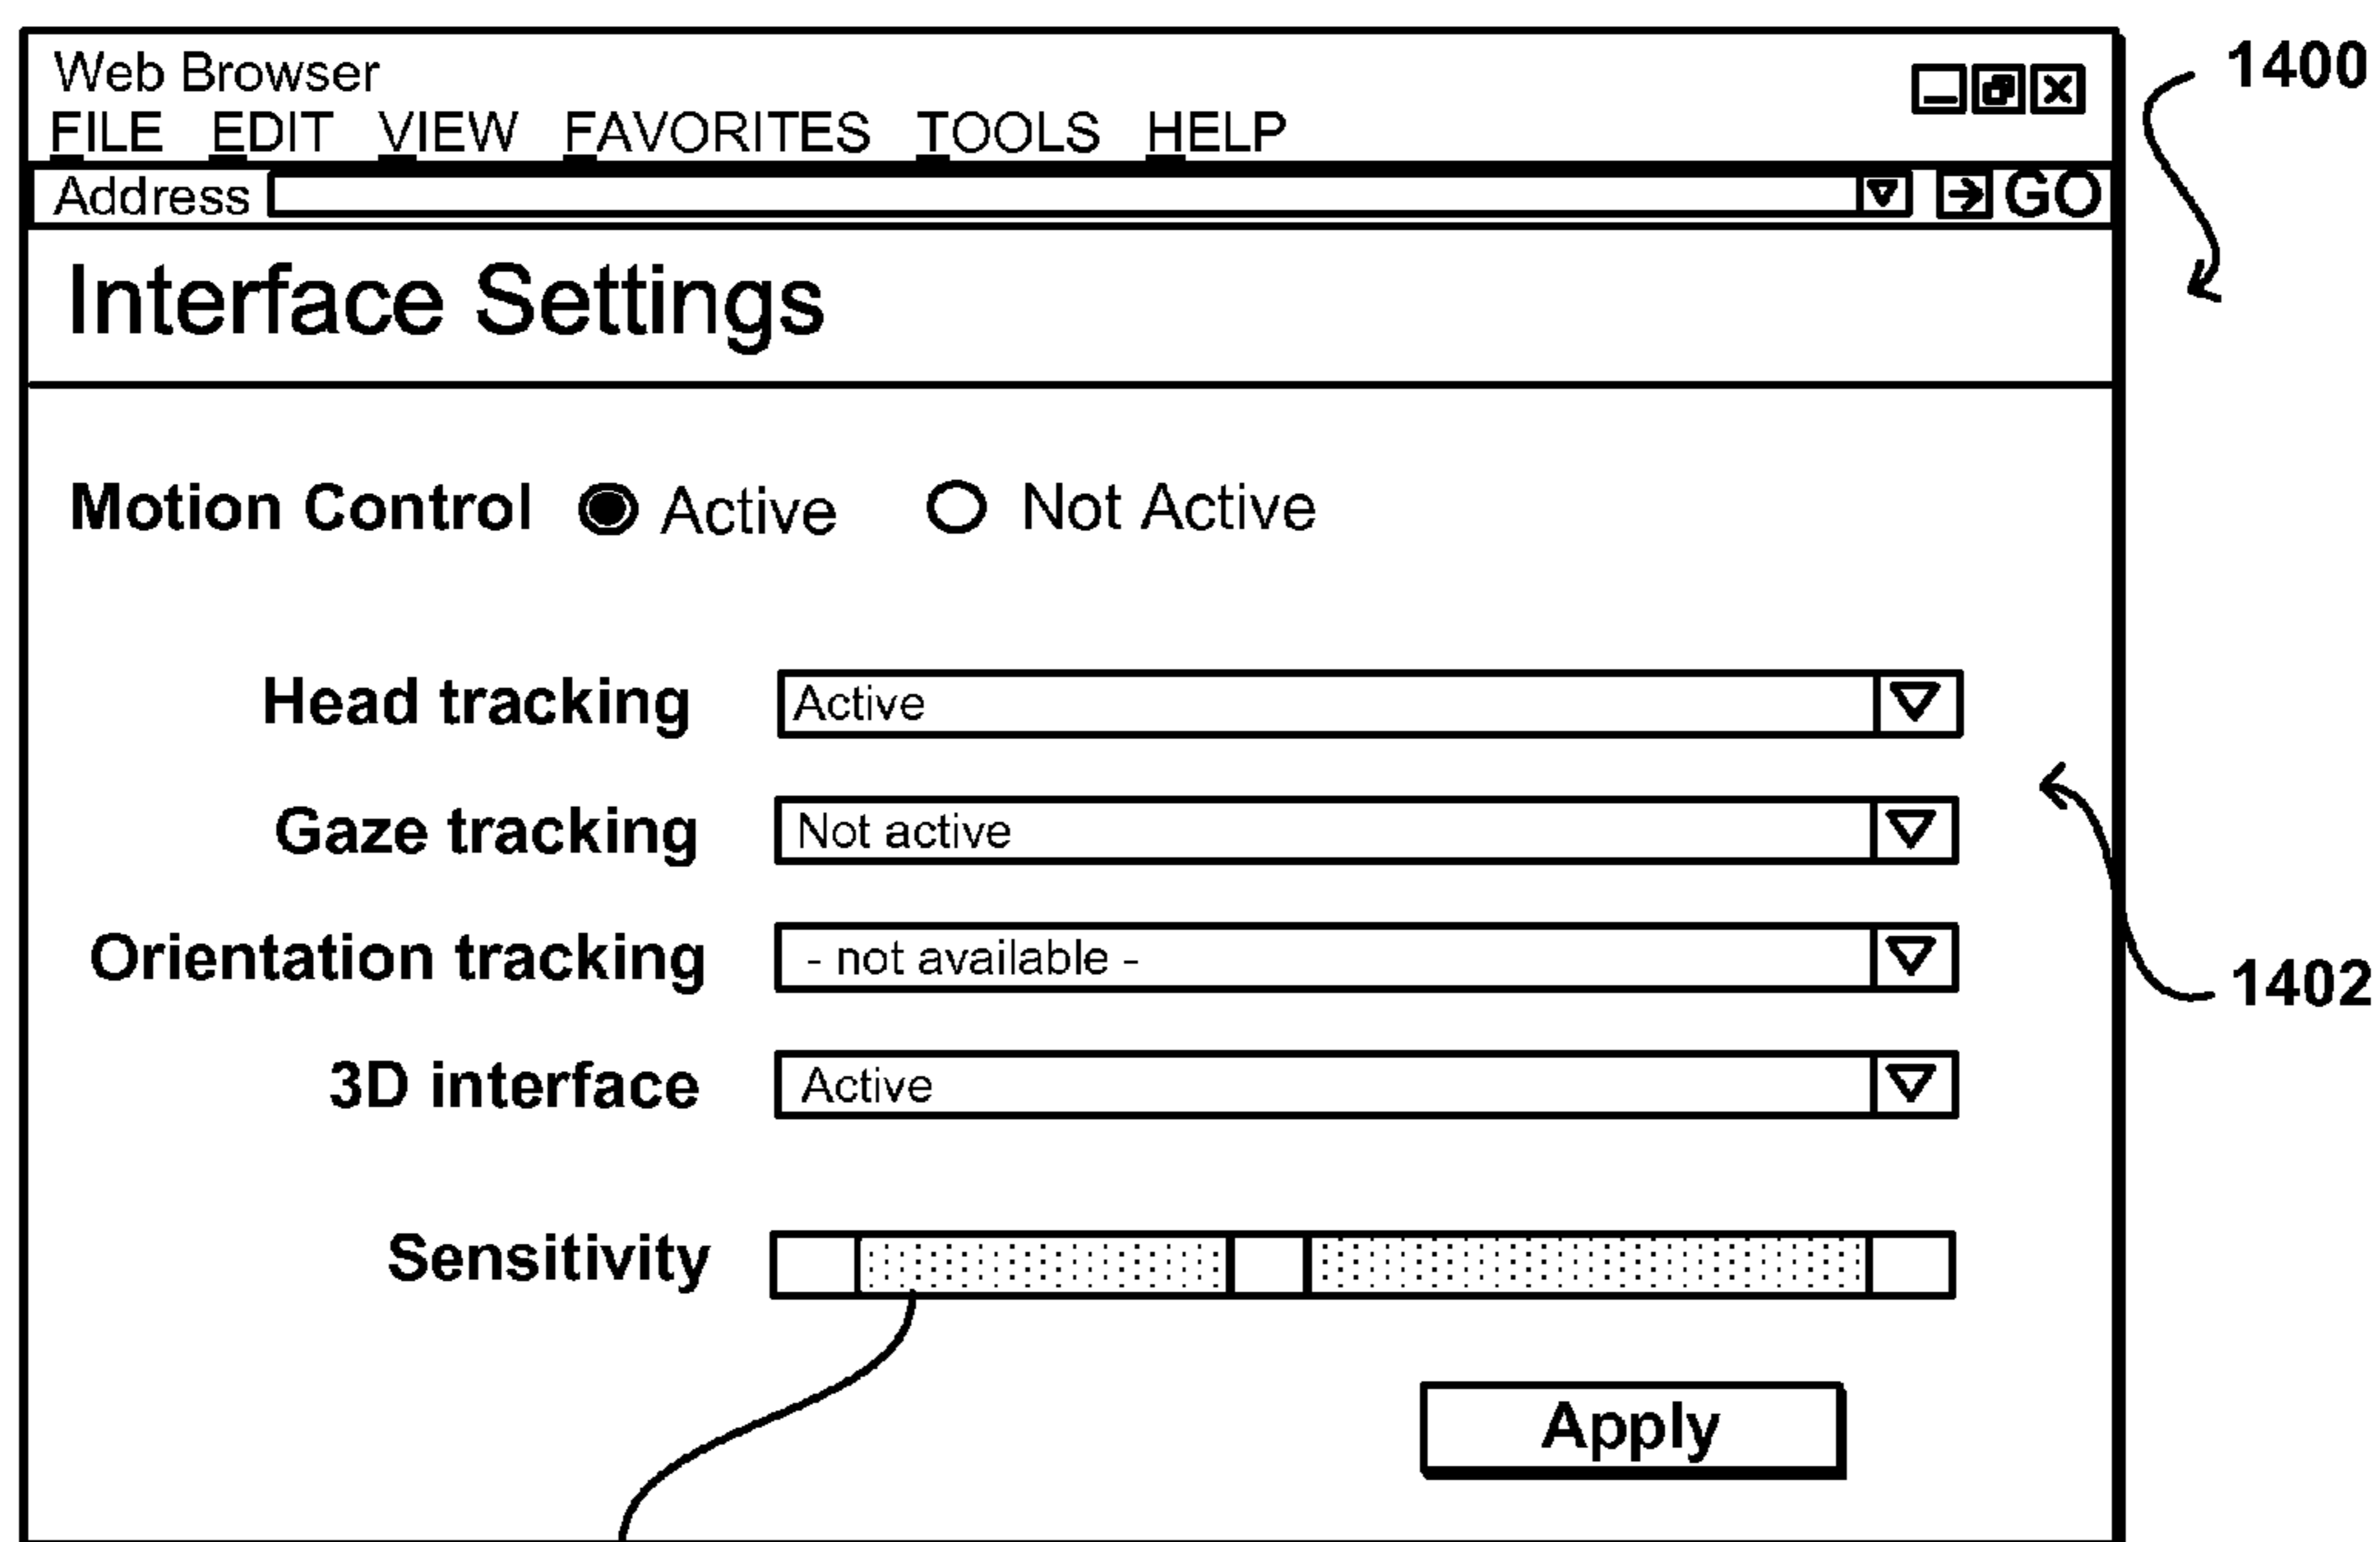 Web Browser
FILE EDIT VIEW FAVORITES TOOLS HELP
Address GO
1400
Interface Settings
Motion Control Active Not Active
Head tracking Active
Gaze tracking Not active
Orientation tracking - not available -
1402
3D interface Active
Sensitivity
Apply